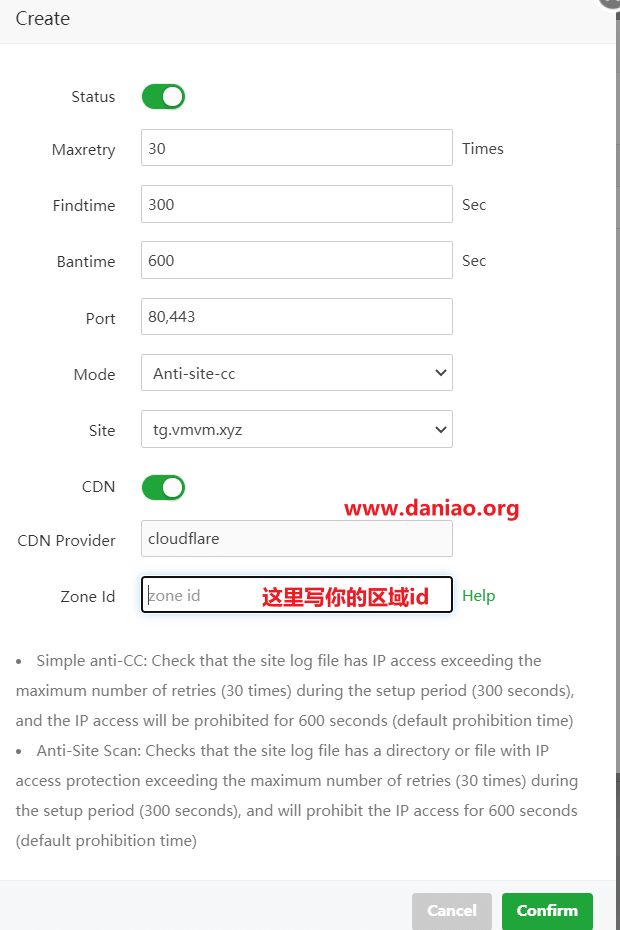 Create
Status
Maxretry 30 Times
Findtime 300 Sec
Bantime 600 Sec
Port 80,443
Mode Anti-site-cc
Site tg.vmvm.xyz
CDN
www.daniao.org
CDN Provider cloudflare
Zone Id zone id 这里写你的区域id Help
• Simple anti-CC: Check that the site log file has IP access exceeding the
maximum number of retries (30 times) during the setup period (300 seconds),
and the IP access will be prohibited for 600 seconds (default prohibition time)
• Anti-Site Scan: Checks that the site log file has a directory or file with IP
access protection exceeding the maximum number of retries (30 times) during
the setup period (300 seconds), and will prohibit the IP access for 600 seconds
(default prohibition time)
Cancel Confirm